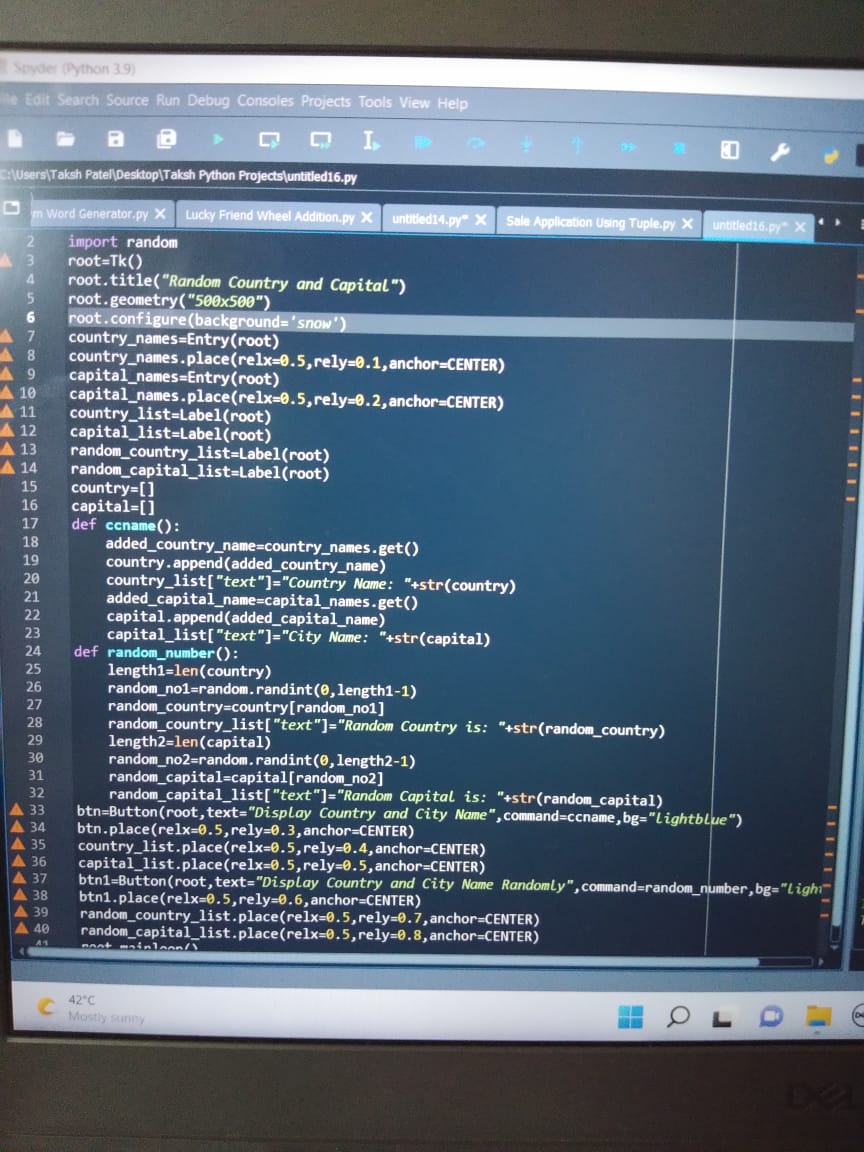 Spyder (Python 3.9)
Edit Search Source Run Debug Consoles Projects Tools View Help
C:\Users\Taksh Patel\Desktop\Taksh Python Projects\untitled16.py
m Word Generator.py Lucky Friend Wheel Addition.py untitled14.py* Sale Application Using Tuple.py untitled16.py*
2 import random
3 root=Tk()
4 root.title("Random Country and Capital")
5 root.geometry("500x500")
6 root.configure(background='snow')
7 country_names=Entry(root)
8 country_names.place(relx=0.5,rely=0.1,anchor=CENTER)
9 capital_names=Entry(root)
10 capital_names.place(relx=0.5,rely=0.2,anchor=CENTER)
11 country_list=Label(root)
12 capital_list=Label(root)
13 random_country_list=Label(root)
14 random_capital_list=Label(root)
15 country=[]
16 capital=[]
17 def ccname():
18 added_country_name=country_names.get()
19 country.append(added_country_name)
20 country_list["text"]="Country Name: "+str(country)
21 added_capital_name=capital_names.get()
22 capital.append(added_capital_name)
23 capital_list["text"]="City Name: "+str(capital)
24 def random_number():
25 length1=len(country)
26 random_no1=random.randint(0,length1-1)
27 random_country=country[random_no1]
28 random_country_list["text"]="Random Country is: "+str(random_country)
29 length2=len(capital)
30 random_no2=random.randint(0,length2-1)
31 random_capital=capital[random_no2]
32 random_capital_list["text"]="Random Capital is: "+str(random_capital)
33 btn=Button(root,text="Display Country and City Name",command=ccname,bg="lightblue")
34 btn.place(relx=0.5,rely=0.3,anchor=CENTER)
35 country_list.place(relx=0.5,rely=0.4,anchor=CENTER)
36 capital_list.place(relx=0.5,rely=0.5,anchor=CENTER)
37 btn1=Button(root,text="Display Country and City Name Randomly",command=random_number,bg="light
38 btn1.place(relx=0.5,rely=0.6,anchor=CENTER)
39 random_country_list.place(relx=0.5,rely=0.7,anchor=CENTER)
40 random_capital_list.place(relx=0.5,rely=0.8,anchor=CENTER)
41 root.mainloop()
42°C
Mostly sunny
DELL